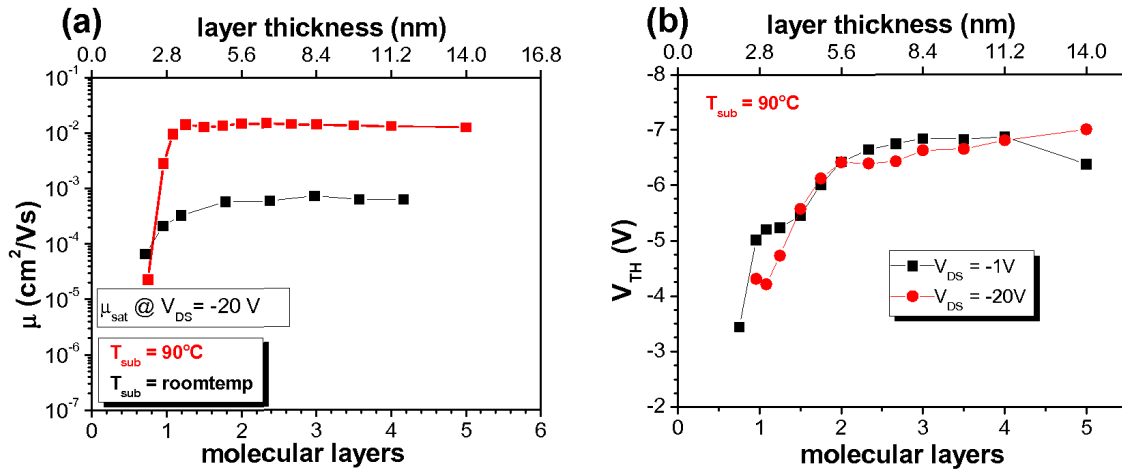 (a)
layer thickness (nm)
0.0 2.8 5.6 8.4 11.2 14.0 16.8
10⁻¹
10⁻²
10⁻³
10⁻⁴
10⁻⁵
10⁻⁶
10⁻⁷
μ (cm²/Vs)
μsat @ VDS = -20 V
Tsub = 90°C
Tsub = roomtemp
0 1 2 3 4 5 6
molecular layers
(b)
layer thickness (nm)
0.0 2.8 5.6 8.4 11.2 14.0
-8
-7
-6
-5
-4
-3
-2
VTH (V)
Tsub = 90°C
VDS = -1V
VDS = -20V
0 1 2 3 4 5
molecular layers